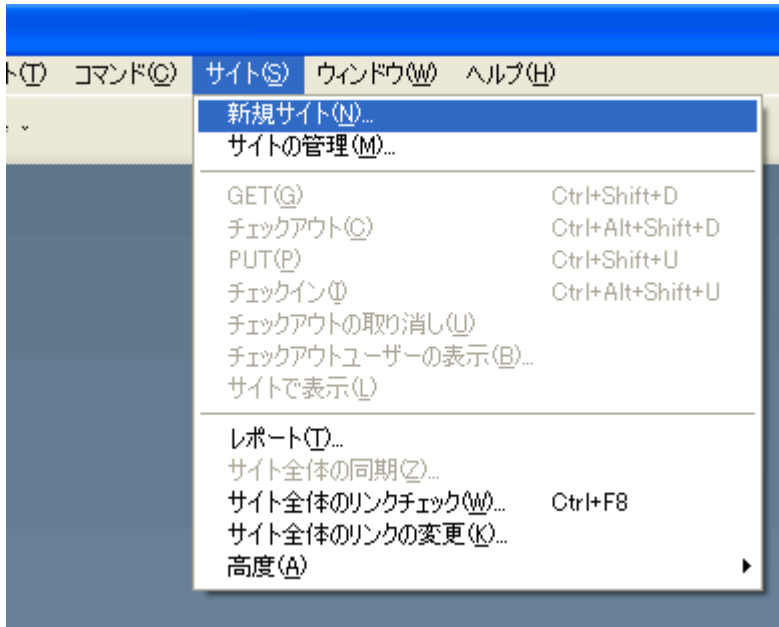 ト(T) コマンド(C) サイト(S) ウィンドウ(W) ヘルプ(H)
新規サイト(N)...
サイトの管理(M)...
GET(G) Ctrl+Shift+D
チェックアウト(C) Ctrl+Alt+Shift+D
PUT(P) Ctrl+Shift+U
チェックイン(I) Ctrl+Alt+Shift+U
チェックアウトの取り消し(U)
チェックアウトユーザーの表示(B)...
サイトで表示(L)
レポート(T)...
サイト全体の同期(Z)...
サイト全体のリンクチェック(W)... Ctrl+F8
サイト全体のリンクの変更(K)...
高度(A)